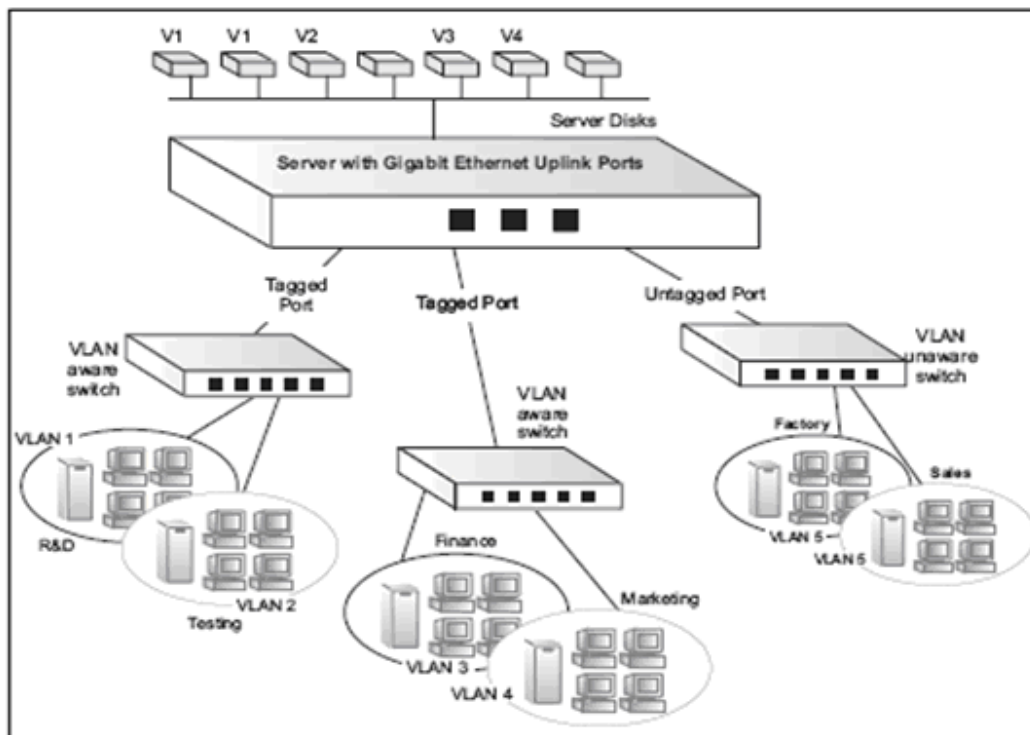 V1 V1 V2 V3 V4
Server Disks
Server with Gigabit Ethernet Uplink Ports
Tagged
Port
Tagged Port
Untagged Port
VLAN
aware
switch
VLAN
aware
switch
VLAN
unaware
switch
VLAN 1
R&D
VLAN 2
Testing
Finance
VLAN 3
Marketing
VLAN 4
Factory
VLAN 5
Sales
VLAN 5